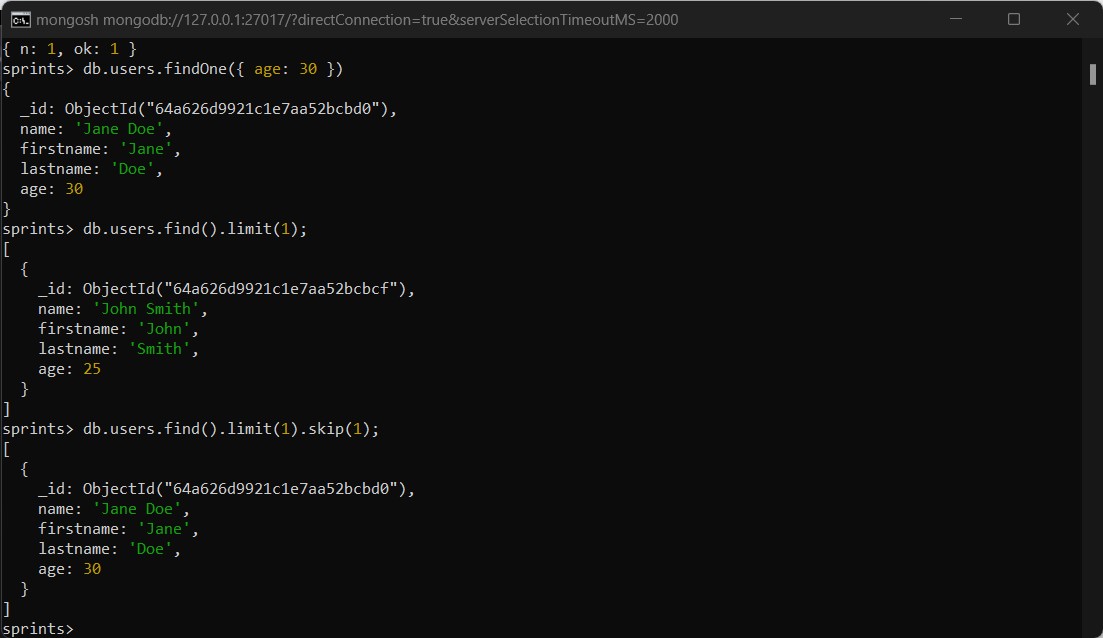 mongosh mongodb://127.0.0.1:27017/?directConnection=true&serverSelectionTimeoutMS=2000
{ n: 1, ok: 1 }
sprints> db.users.findOne({ age: 30 })
{
  _id: ObjectId("64a626d9921c1e7aa52bcbd0"),
  name: 'Jane Doe',
  firstname: 'Jane',
  lastname: 'Doe',
  age: 30
}
sprints> db.users.find().limit(1);
[
  {
    _id: ObjectId("64a626d9921c1e7aa52bcbcf"),
    name: 'John Smith',
    firstname: 'John',
    lastname: 'Smith',
    age: 25
  }
]
sprints> db.users.find().limit(1).skip(1);
[
  {
    _id: ObjectId("64a626d9921c1e7aa52bcbd0"),
    name: 'Jane Doe',
    firstname: 'Jane',
    lastname: 'Doe',
    age: 30
  }
]
sprints>